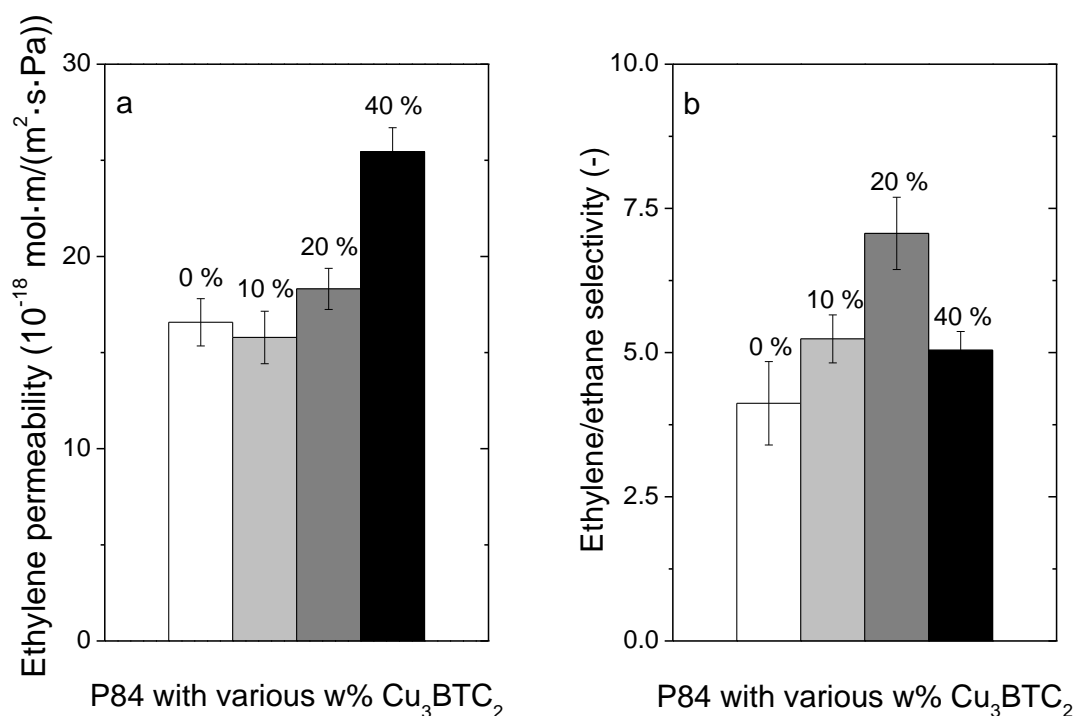 Ethylene permeability (10⁻¹⁸ mol·m/(m²·s·Pa))
30
20
10
0
a
0 %
10 %
20 %
40 %
P84 with various w% Cu₃BTC₂
Ethylene/ethane selectivity (-)
10.0
7.5
5.0
2.5
0.0
b
0 %
10 %
20 %
40 %
P84 with various w% Cu₃BTC₂